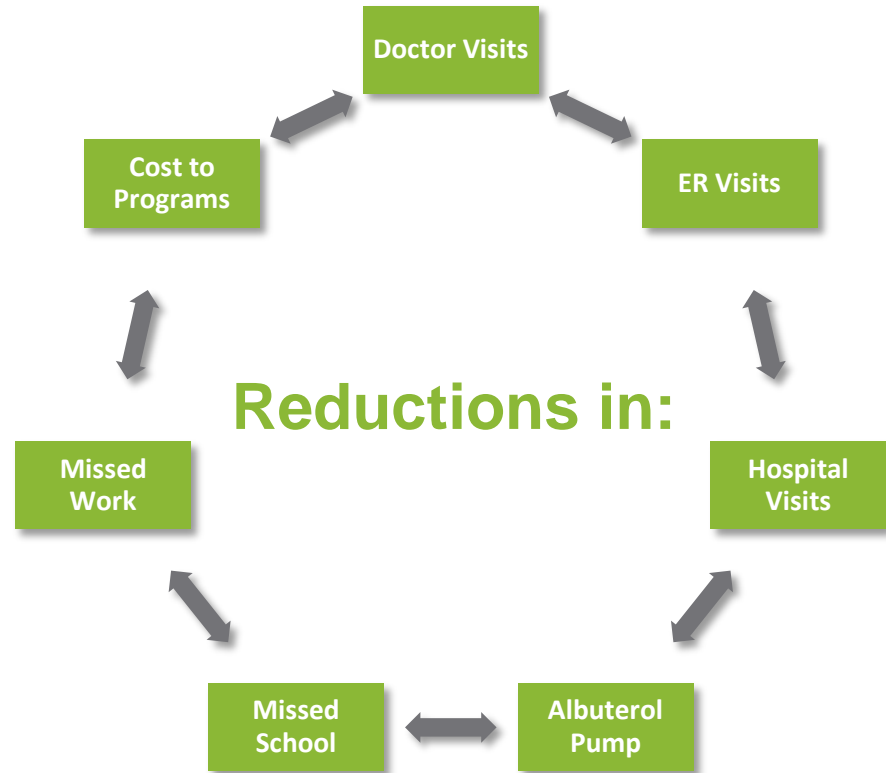 Doctor Visits
Cost to
Programs
ER Visits
Reductions in:
Missed
Work
Hospital
Visits
Missed
School
Albuterol
Pump